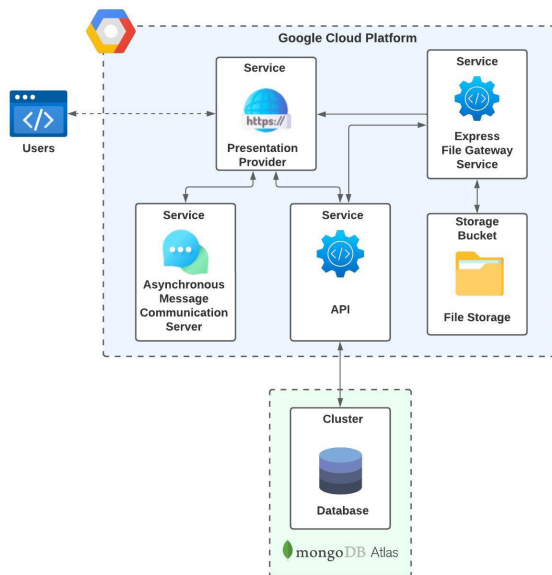 Google Cloud Platform
Service
https://
Presentation
Provider
Service
Express
File Gateway
Service
Users
Service
Asynchronous
Message
Communication
Server
Service
API
Storage
Bucket
File Storage
Cluster
Database
mongoDB Atlas